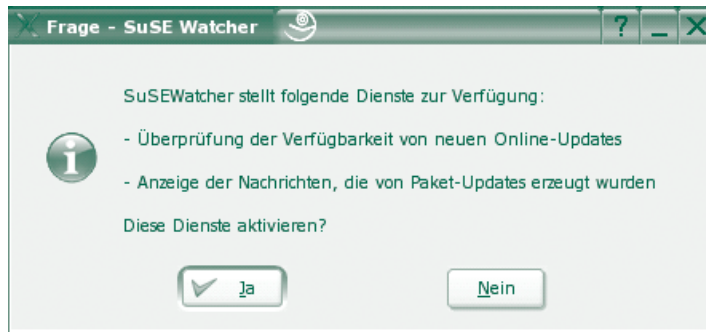 Frage - SuSE Watcher
SuSEWatcher stellt folgende Dienste zur Verfügung:
- Überprüfung der Verfügbarkeit von neuen Online-Updates
- Anzeige der Nachrichten, die von Paket-Updates erzeugt wurden
Diese Dienste aktivieren?
Ja
Nein